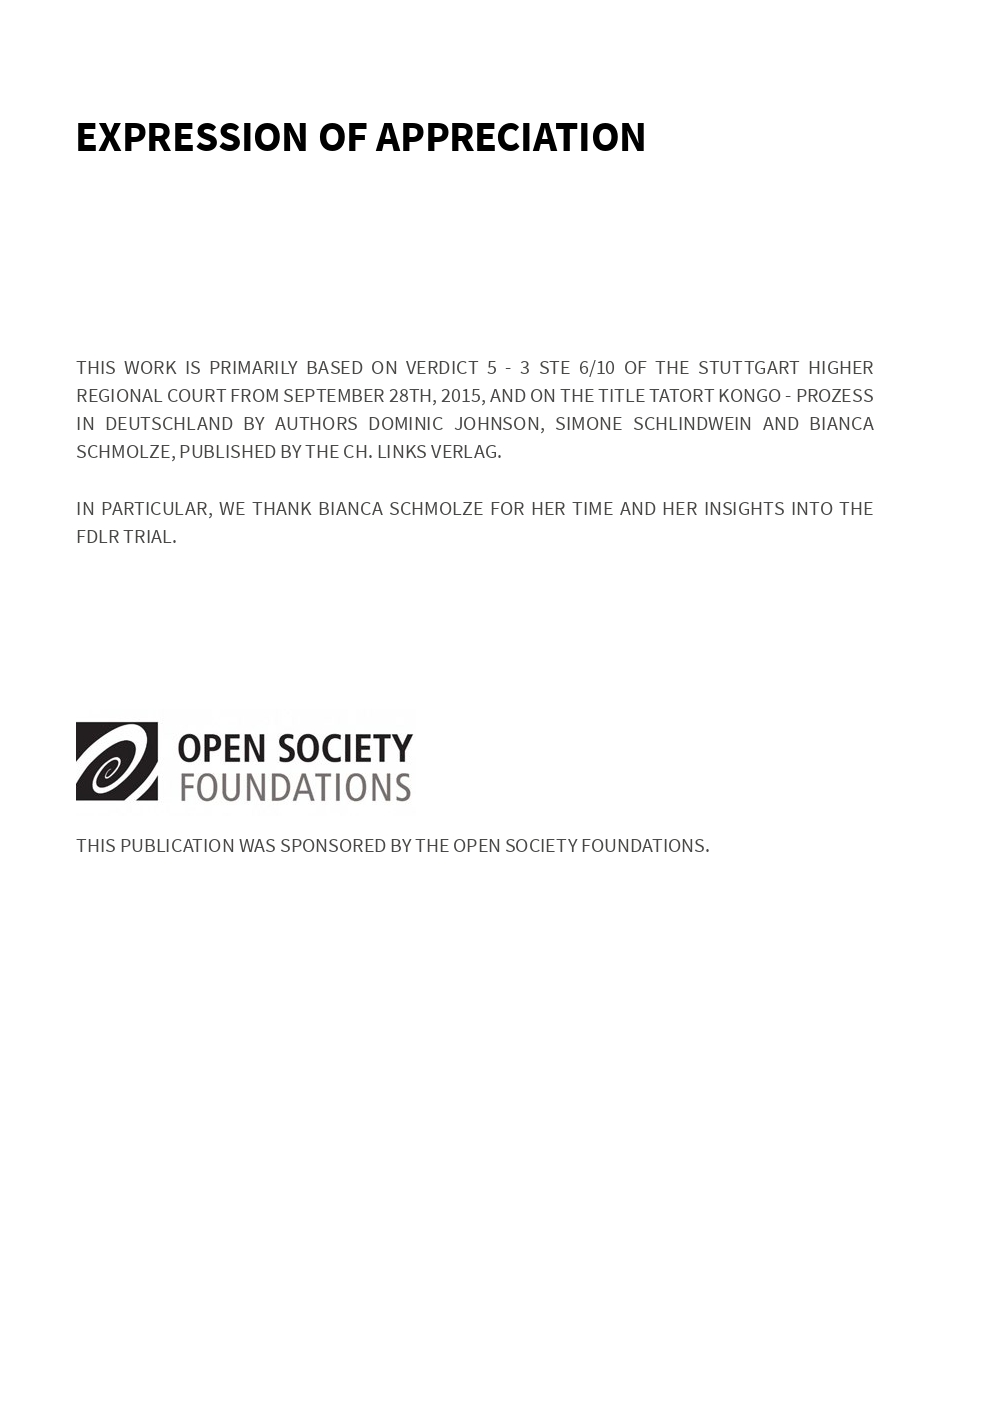 EXPRESSION OF APPRECIATION
THIS WORK IS PRIMARILY BASED ON VERDICT 5 - 3 STE 6/10 OF THE STUTTGART HIGHER
REGIONAL COURT FROM SEPTEMBER 28TH, 2015, AND ON THE TITLE TATORT KONGO - PROZESS
IN DEUTSCHLAND BY AUTHORS DOMINIC JOHNSON, SIMONE SCHLINDWEIN AND BIANCA
SCHMOLZE, PUBLISHED BY THE CH. LINKS VERLAG.
IN PARTICULAR, WE THANK BIANCA SCHMOLZE FOR HER TIME AND HER INSIGHTS INTO THE
FDLR TRIAL.
OPEN SOCIETY
FOUNDATIONS
THIS PUBLICATION WAS SPONSORED BY THE OPEN SOCIETY FOUNDATIONS.